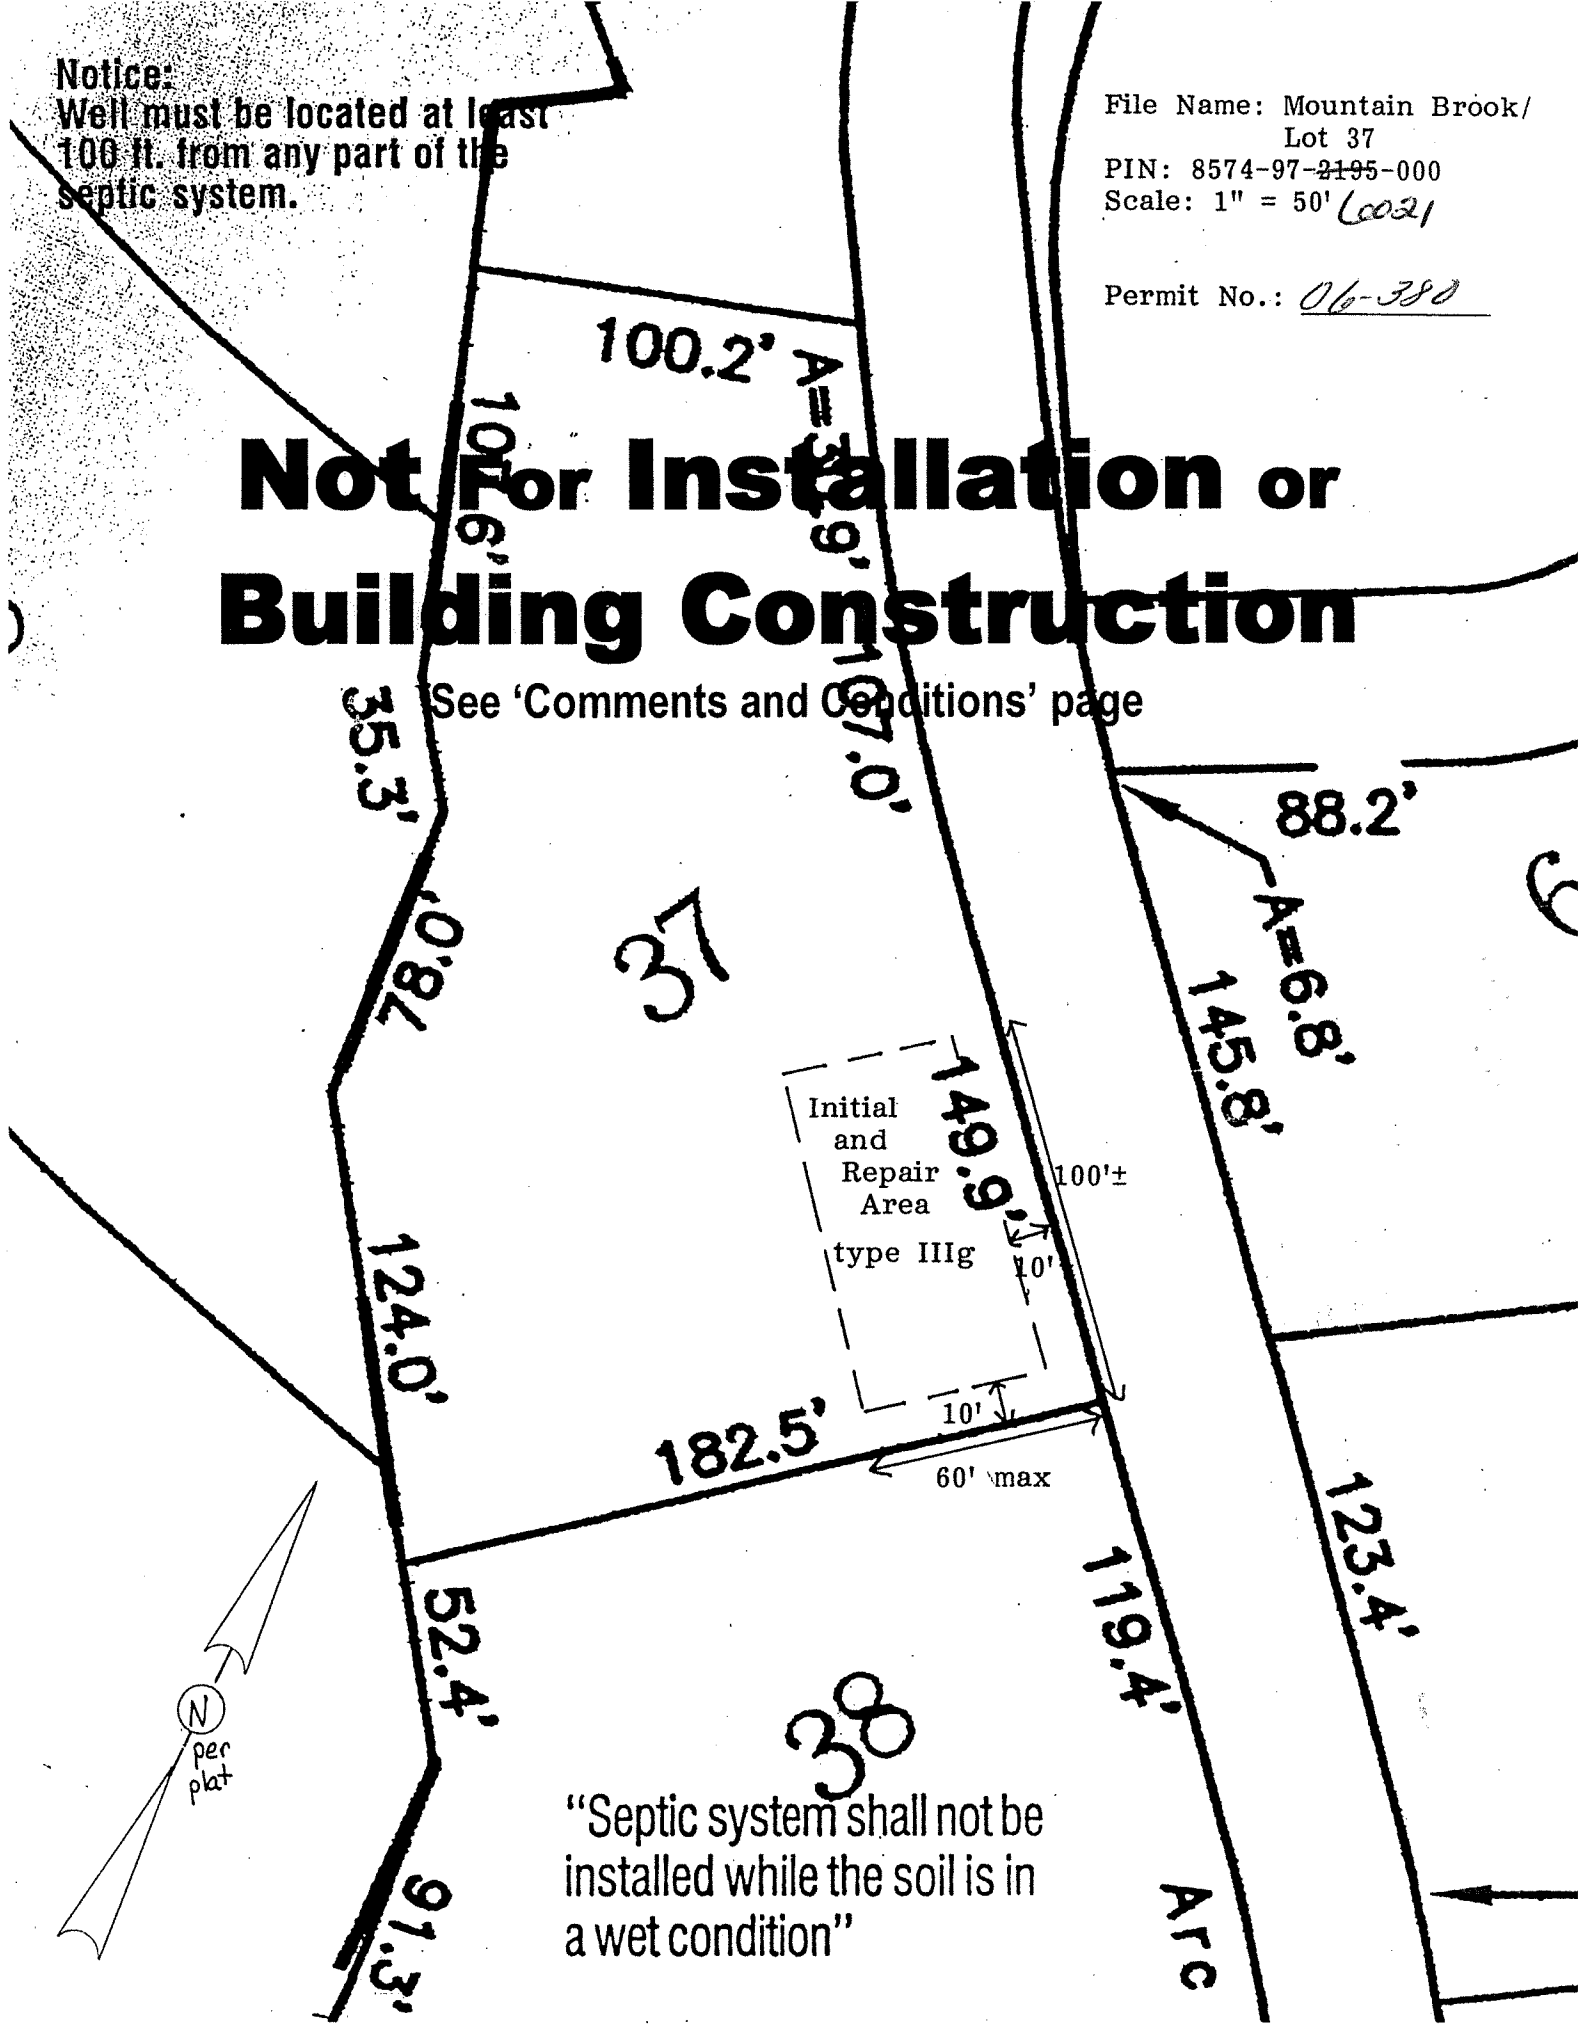 Notice:
Well must be located at least
100 ft. from any part of the
septic system.
File Name: Mountain Brook/
Lot 37
PIN: 8574-97-2195-000
Scale: 1" = 50' 6021
Permit No.: 06-380
100.2'
Not For Installation or
Building Construction
See 'Comments and Conditions' page
107.0'
35.3'
78.0'
88.2'
A=6.8'
37
145.8'
149.9'
Initial
and
Repair
Area
type IIIg
100'±
10'
124.0'
10'
182.5'
60' max
52.4'
119.4'
123.4'
N
per
plat
38
"Septic system shall not be
installed while the soil is in
a wet condition"
91.3'
Arc